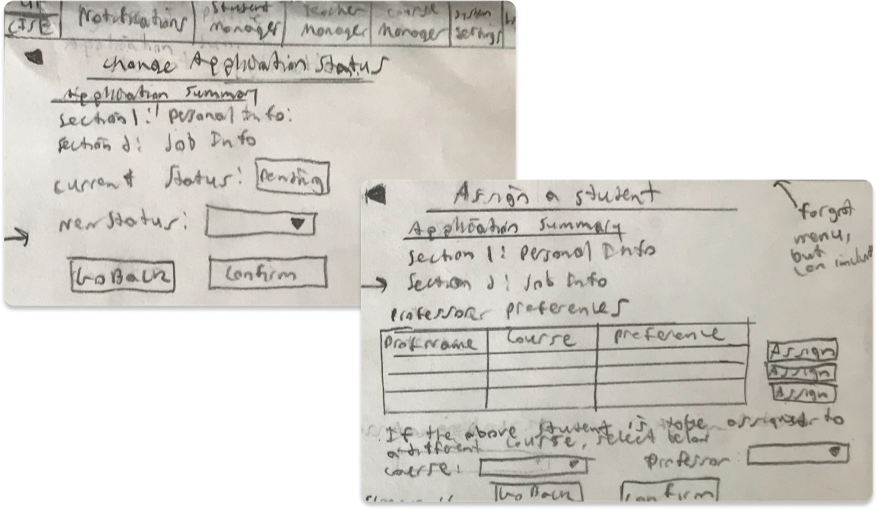 UF
CISE
Notifications
Student
Manager
Teacher
Manager
Course
Manager
System
Settings
Change Application Status
Application Summary
Section 1: Personal Info:
Section 2: Job Info
Current Status: Pending
New Status:
Go Back
Confirm
Assign a student
Application Summary
Section 1: Personal Info
Section 2: Job Info
Professor preferences
Prof Name
Course
Preference
Assign
Assign
Assign
If the above student is to be assigned to
a different course, select below
course:
Professor:
Go Back
Confirm
forgot
menu,
but
can